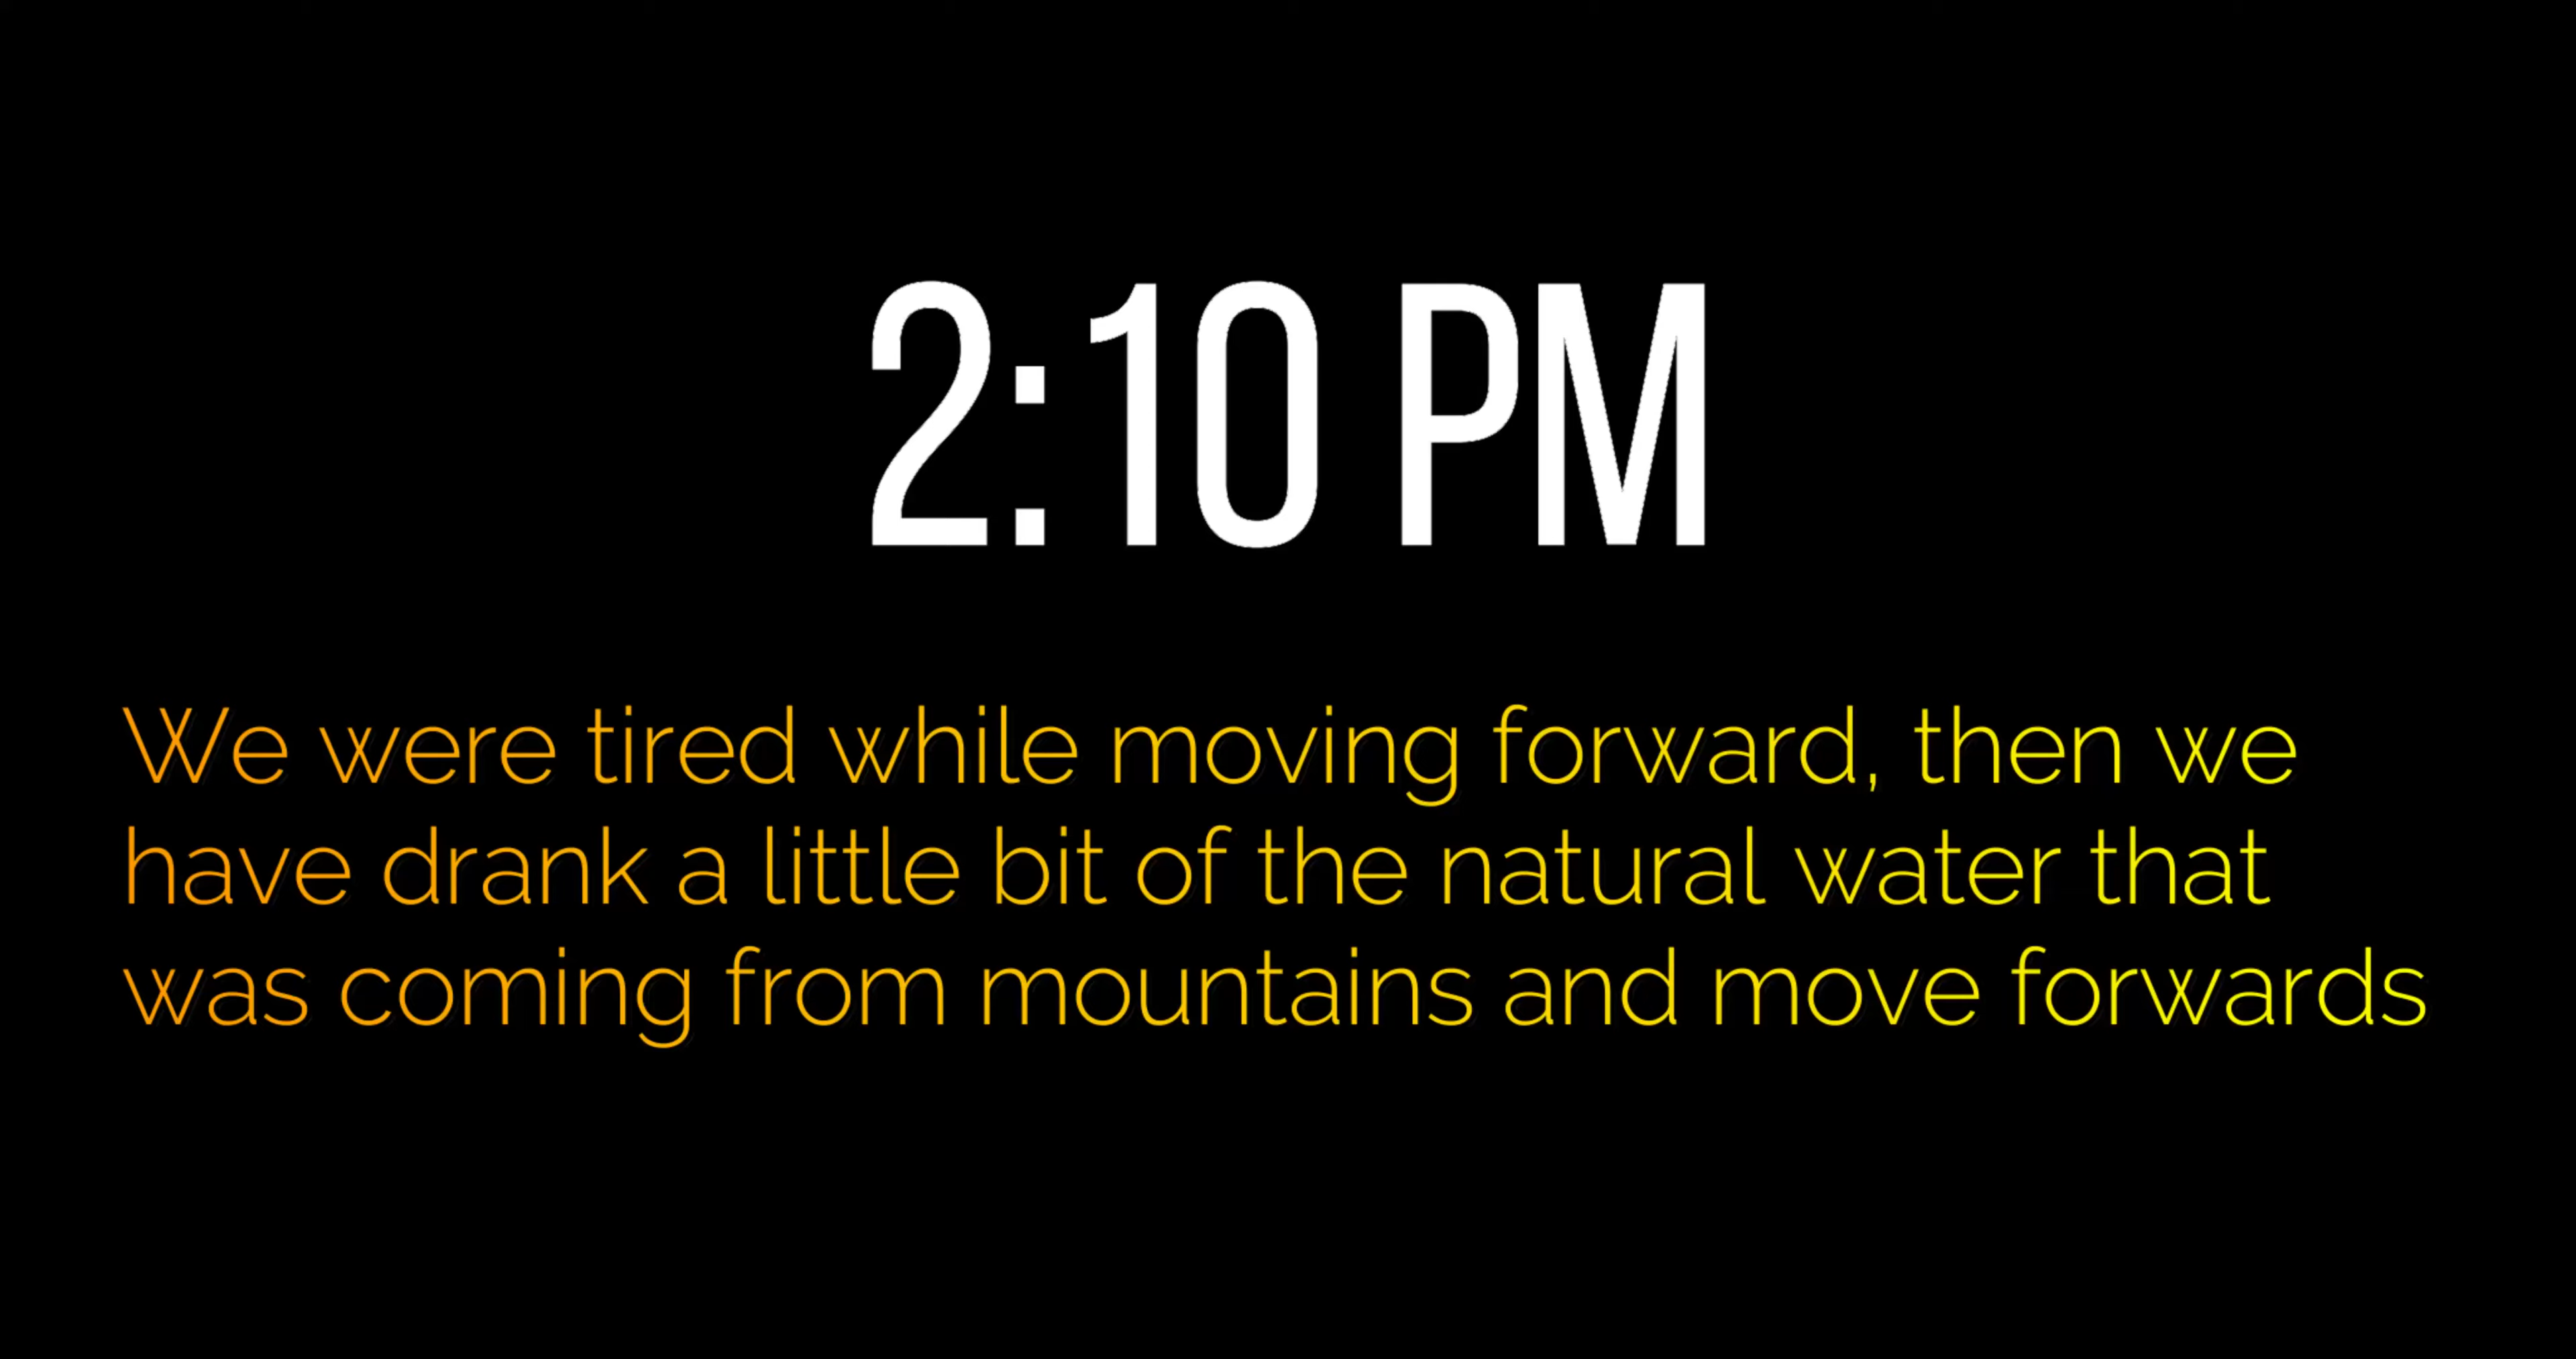 2:10 PM
We were tired while moving forward, then we
have drank a little bit of the natural water that
was coming from mountains and move forwards